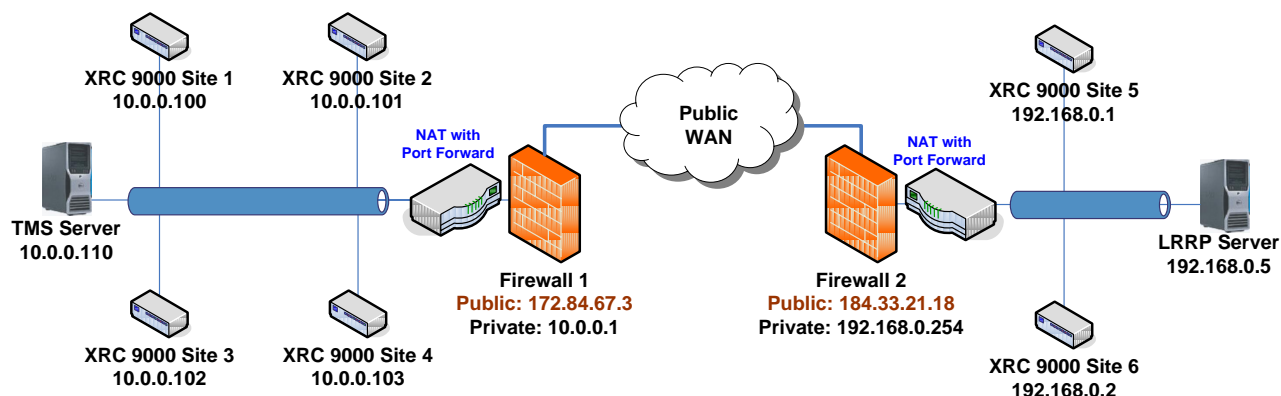 XRC 9000 Site 1
10.0.0.100
XRC 9000 Site 2
10.0.0.101
TMS Server
10.0.0.110
XRC 9000 Site 3
10.0.0.102
XRC 9000 Site 4
10.0.0.103
NAT with
Port Forward
Firewall 1
Public: 172.84.67.3
Private: 10.0.0.1
Public
WAN
NAT with
Port Forward
Firewall 2
Public: 184.33.21.18
Private: 192.168.0.254
XRC 9000 Site 5
192.168.0.1
LRRP Server
192.168.0.5
XRC 9000 Site 6
192.168.0.2